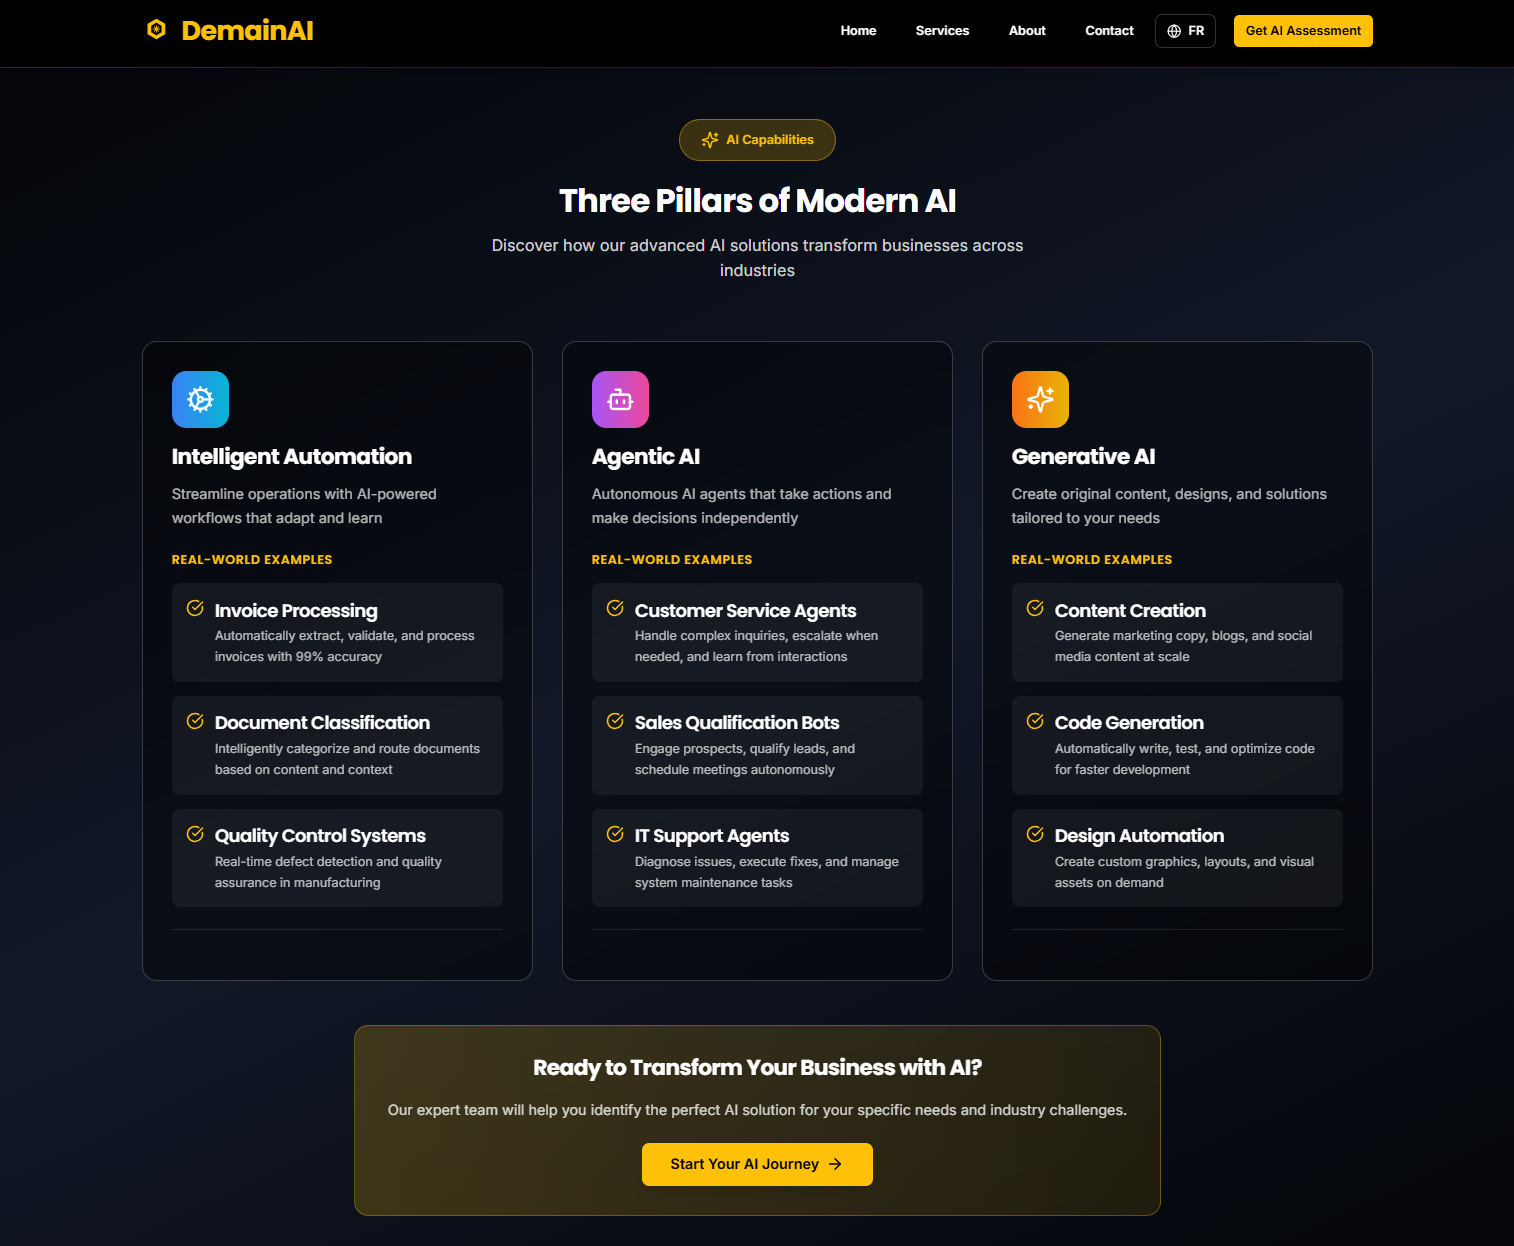 DemainAI
Home
Services
About
Contact
FR
Get AI Assessment
AI Capabilities
Three Pillars of Modern AI
Discover how our advanced AI solutions transform businesses across
industries
Intelligent Automation
Streamline operations with AI-powered
workflows that adapt and learn
REAL-WORLD EXAMPLES
Invoice Processing
Automatically extract, validate, and process
invoices with 99% accuracy
Document Classification
Intelligently categorize and route documents
based on content and context
Quality Control Systems
Real-time defect detection and quality
assurance in manufacturing
Agentic AI
Autonomous AI agents that take actions and
make decisions independently
REAL-WORLD EXAMPLES
Customer Service Agents
Handle complex inquiries, escalate when
needed, and learn from interactions
Sales Qualification Bots
Engage prospects, qualify leads, and
schedule meetings autonomously
IT Support Agents
Diagnose issues, execute fixes, and manage
system maintenance tasks
Generative AI
Create original content, designs, and solutions
tailored to your needs
REAL-WORLD EXAMPLES
Content Creation
Generate marketing copy, blogs, and social
media content at scale
Code Generation
Automatically write, test, and optimize code
for faster development
Design Automation
Create custom graphics, layouts, and visual
assets on demand
Ready to Transform Your Business with AI?
Our expert team will help you identify the perfect AI solution for your specific needs and industry challenges.
Start Your AI Journey